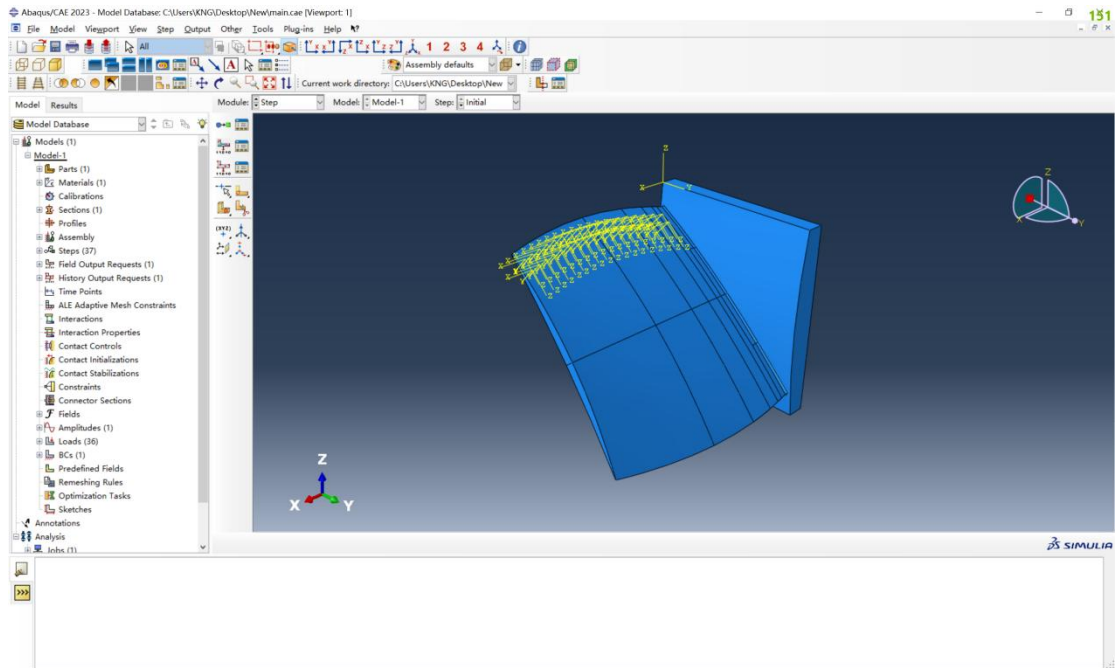 Abaqus/CAE 2023 - Model Database: C:\Users\KNG\Desktop\New\main.cae [Viewport: 1]
151
File Model Viewport View Step Output Other Tools Plug-ins Help
All
1 2 3 4
Assembly defaults
Current work directory: C:\Users\KNG\Desktop\New
Model Results
Module: Step Model: Model-1 Step: Initial
Model Database
Models (1)
Model-1
Parts (1)
Materials (1)
Calibrations
Sections (1)
Profiles
Assembly
Steps (37)
Field Output Requests (1)
History Output Requests (1)
Time Points
ALE Adaptive Mesh Constraints
Interactions
Interaction Properties
Contact Controls
Contact Initializations
Contact Stabilizations
Constraints
Connector Sections
Fields
Amplitudes (1)
Loads (36)
BCs (1)
Predefined Fields
Remeshing Rules
Optimization Tasks
Sketches
Annotations
Analysis
Jobs (1)
(XYZ)
Z
X
Y
Z
X
Y
Z
X Y
SIMULIA
>>>